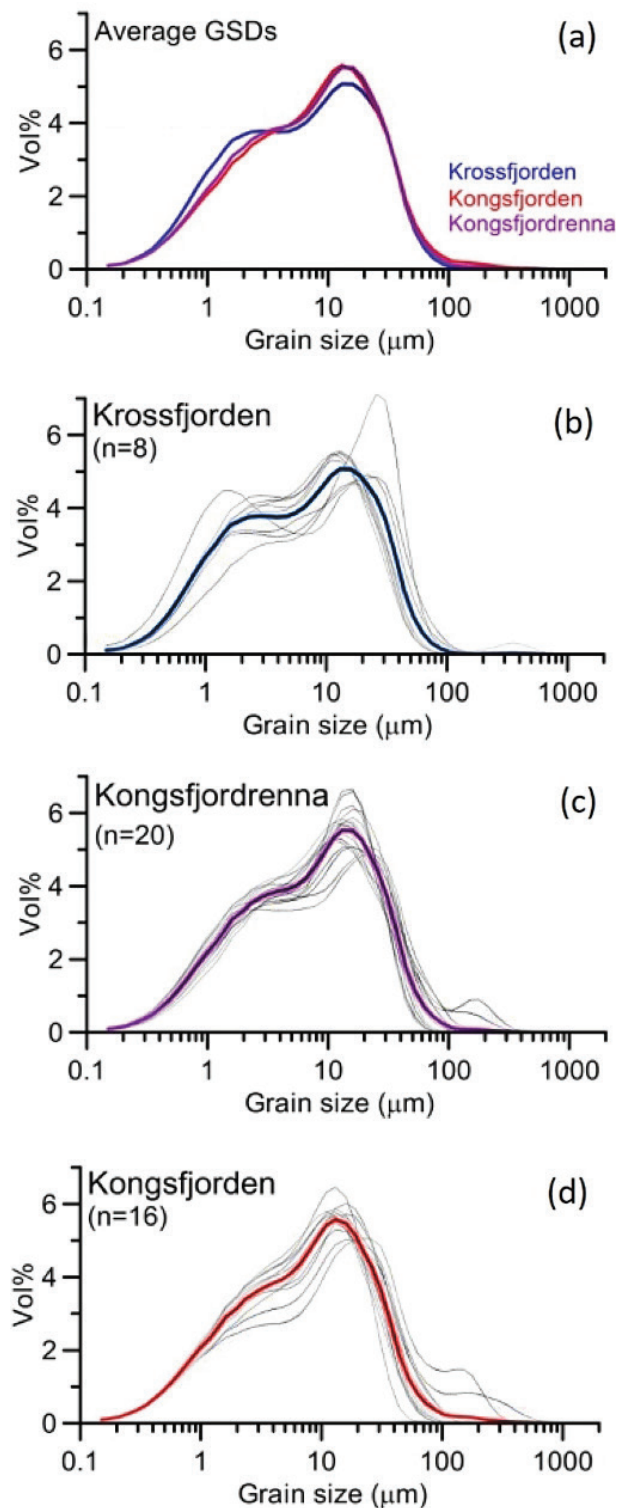 Average GSDs (a)
6
4
2
0
Vol%
Krossfjorden
Kongsfjorden
Kongsfjordrenna
0.1 1 10 100 1000
Grain size (μm)
Krossfjorden (b)
(n=8)
6
4
2
0
Vol%
0.1 1 10 100 1000
Grain size (μm)
Kongsfjordrenna (c)
(n=20)
6
4
2
0
Vol%
0.1 1 10 100 1000
Grain size (μm)
Kongsfjorden (d)
(n=16)
6
4
2
0
Vol%
0.1 1 10 100 1000
Grain size (μm)